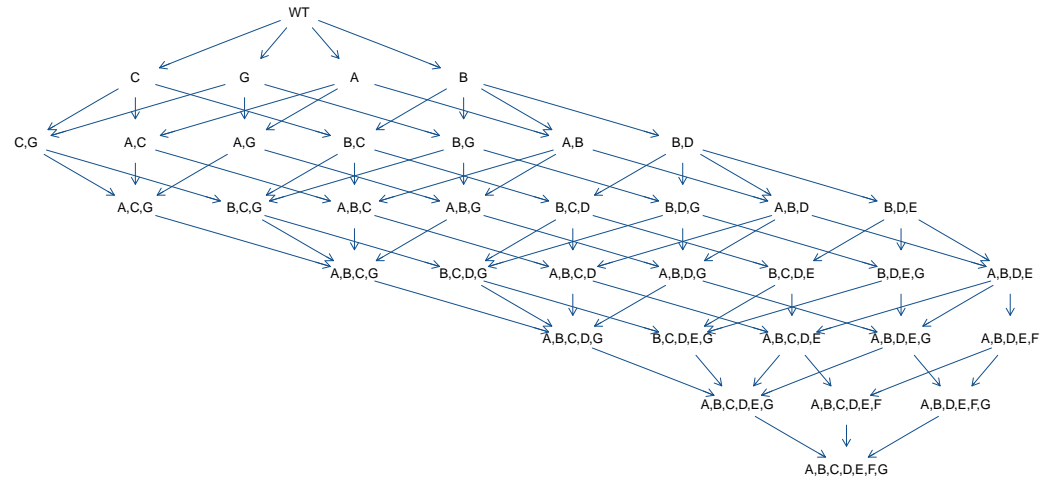 WT
C G A B
C,G A,C A,G B,C B,G A,B B,D
A,C,G B,C,G A,B,C A,B,G B,C,D B,D,G A,B,D B,D,E
A,B,C,G B,C,D,G A,B,C,D A,B,D,G B,C,D,E B,D,E,G A,B,D,E
A,B,C,D,G B,C,D,E,G A,B,C,D,E A,B,D,E,G A,B,D,E,F
A,B,C,D,E,G A,B,C,D,E,F A,B,D,E,F,G
A,B,C,D,E,F,G